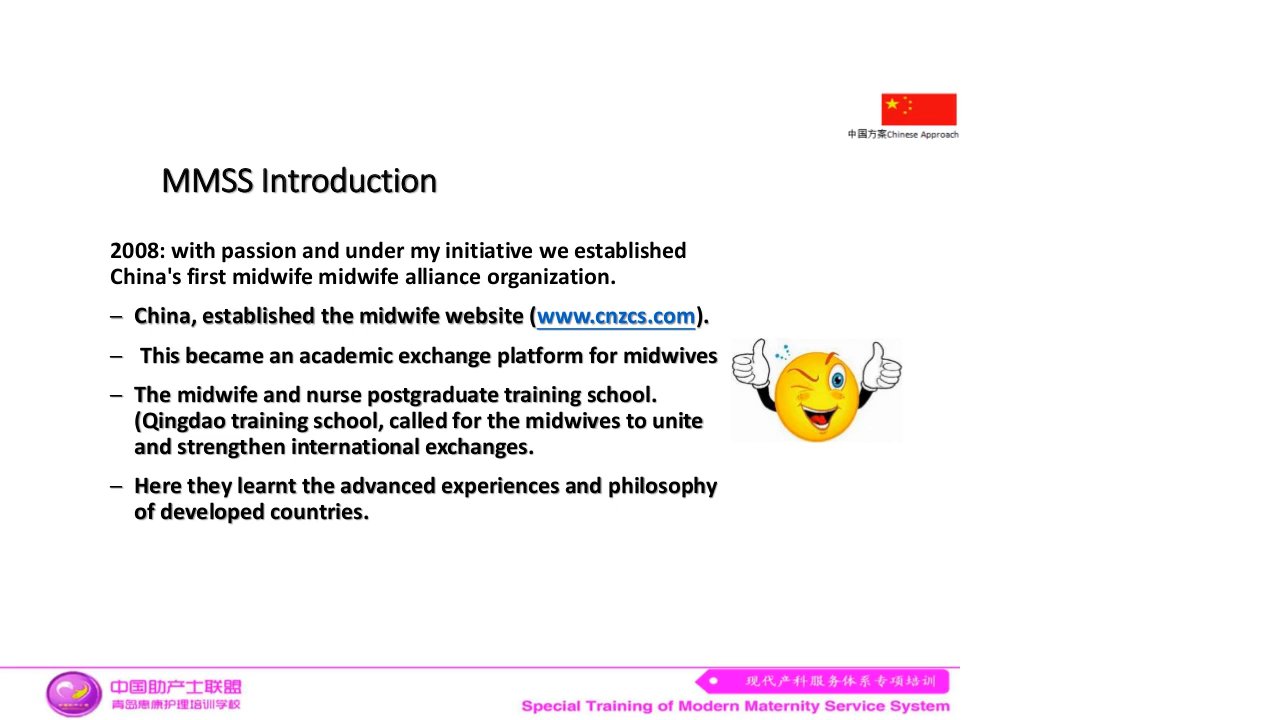 中国方案Chinese Approach
MMSS Introduction
2008: with passion and under my initiative we established
China's first midwife midwife alliance organization.
– China, established the midwife website (www.cnzcs.com).
– This became an academic exchange platform for midwives
– The midwife and nurse postgraduate training school.
(Qingdao training school, called for the midwives to unite
and strengthen international exchanges.
– Here they learnt the advanced experiences and philosophy
of developed countries.
中国助产士联盟
青岛患康护理培训学校
现代产科服务体系专项培训
Special Training of Modern Maternity Service System